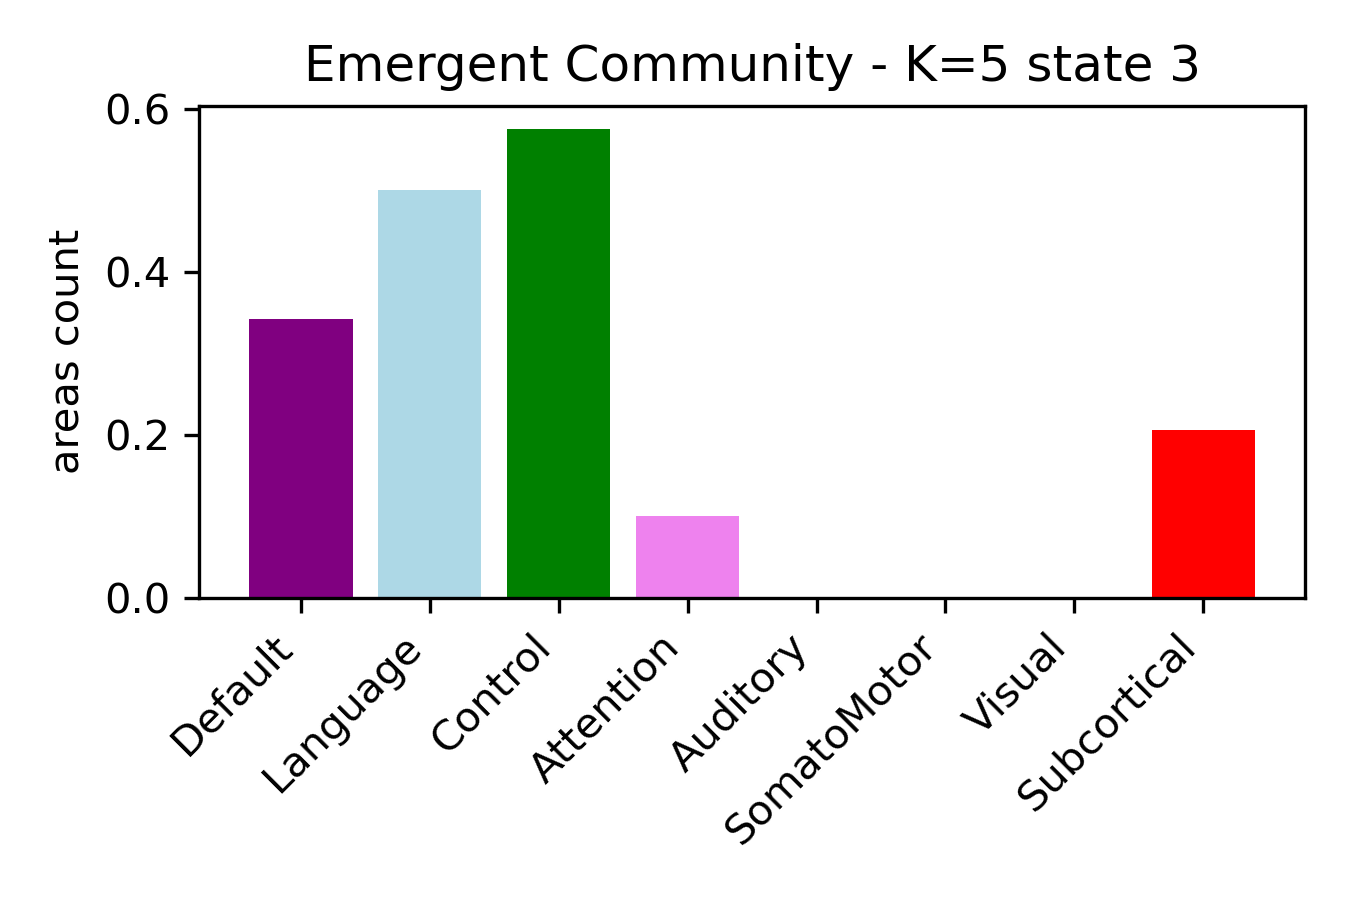 Emergent Community - K=5 state 3
areas count
0.6
0.4
0.2
0.0
Default
Language
Control
Attention
Auditory
SomatoMotor
Visual
Subcortical